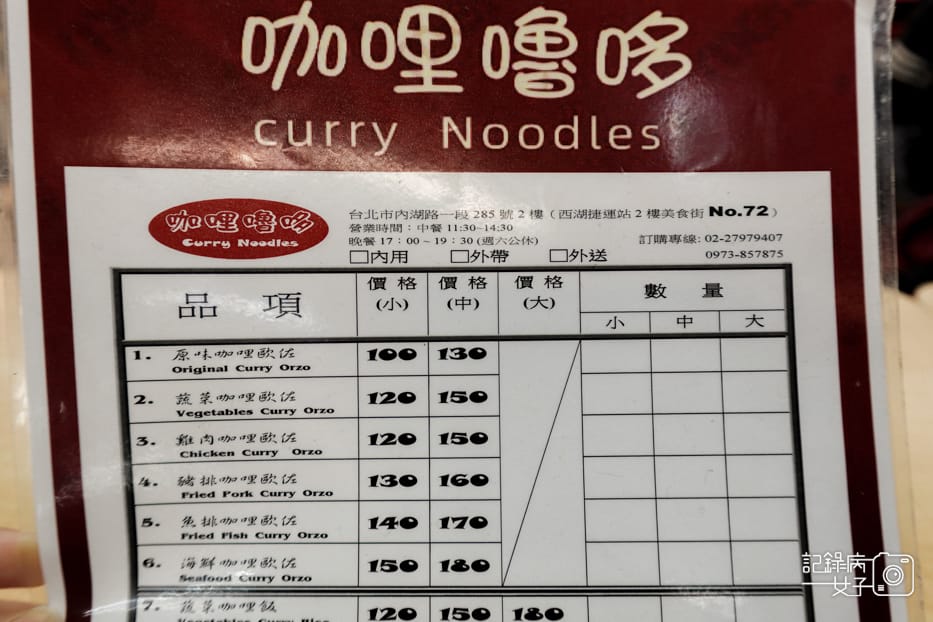 咖哩嚕哆
curry Noodles
咖哩嚕哆
Curry Noodles
台北市內湖路一段 285 號 2 樓 (西湖捷運站 2 樓美食街 No.72)
營業時間：中餐 11:30~14:30
晚餐 17：00 ~ 19：30 (週六公休)
訂購專線: 02-27979407
0973-857875
□內用 □外帶 □外送
品 項 價 格 (小) 價 格 (中) 價 格 (大) 數 量
小 中 大
1. 原味咖哩歐佐 100 130
Original Curry Orzo
2. 蔬菜咖哩歐佐 120 150
Vegetables Curry Orzo
3. 雞肉咖哩歐佐 120 150
Chicken Curry Orzo
4. 豬排咖哩歐佐 130 160
Fried Pork Curry Orzo
5. 魚排咖哩歐佐 140 170
Fried Fish Curry Orzo
6. 海鮮咖哩歐佐 150 180
Seafood Curry Orzo
7. 蔬菜咖哩飯 120 150 180
Vegetables Curry Rice
記錄病
女子